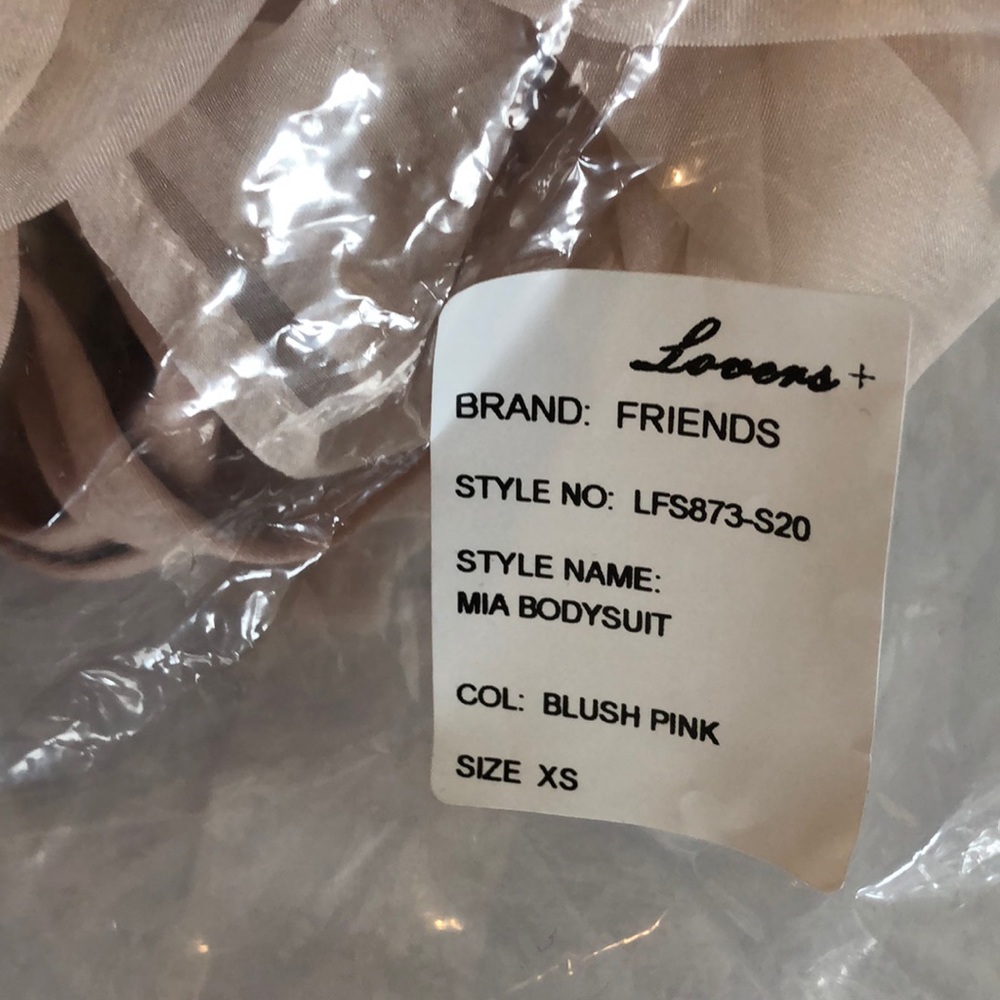 Lovers +
BRAND: FRIENDS
STYLE NO: LFS873-S20
STYLE NAME:
MIA BODYSUIT
COL: BLUSH PINK
SIZE XS